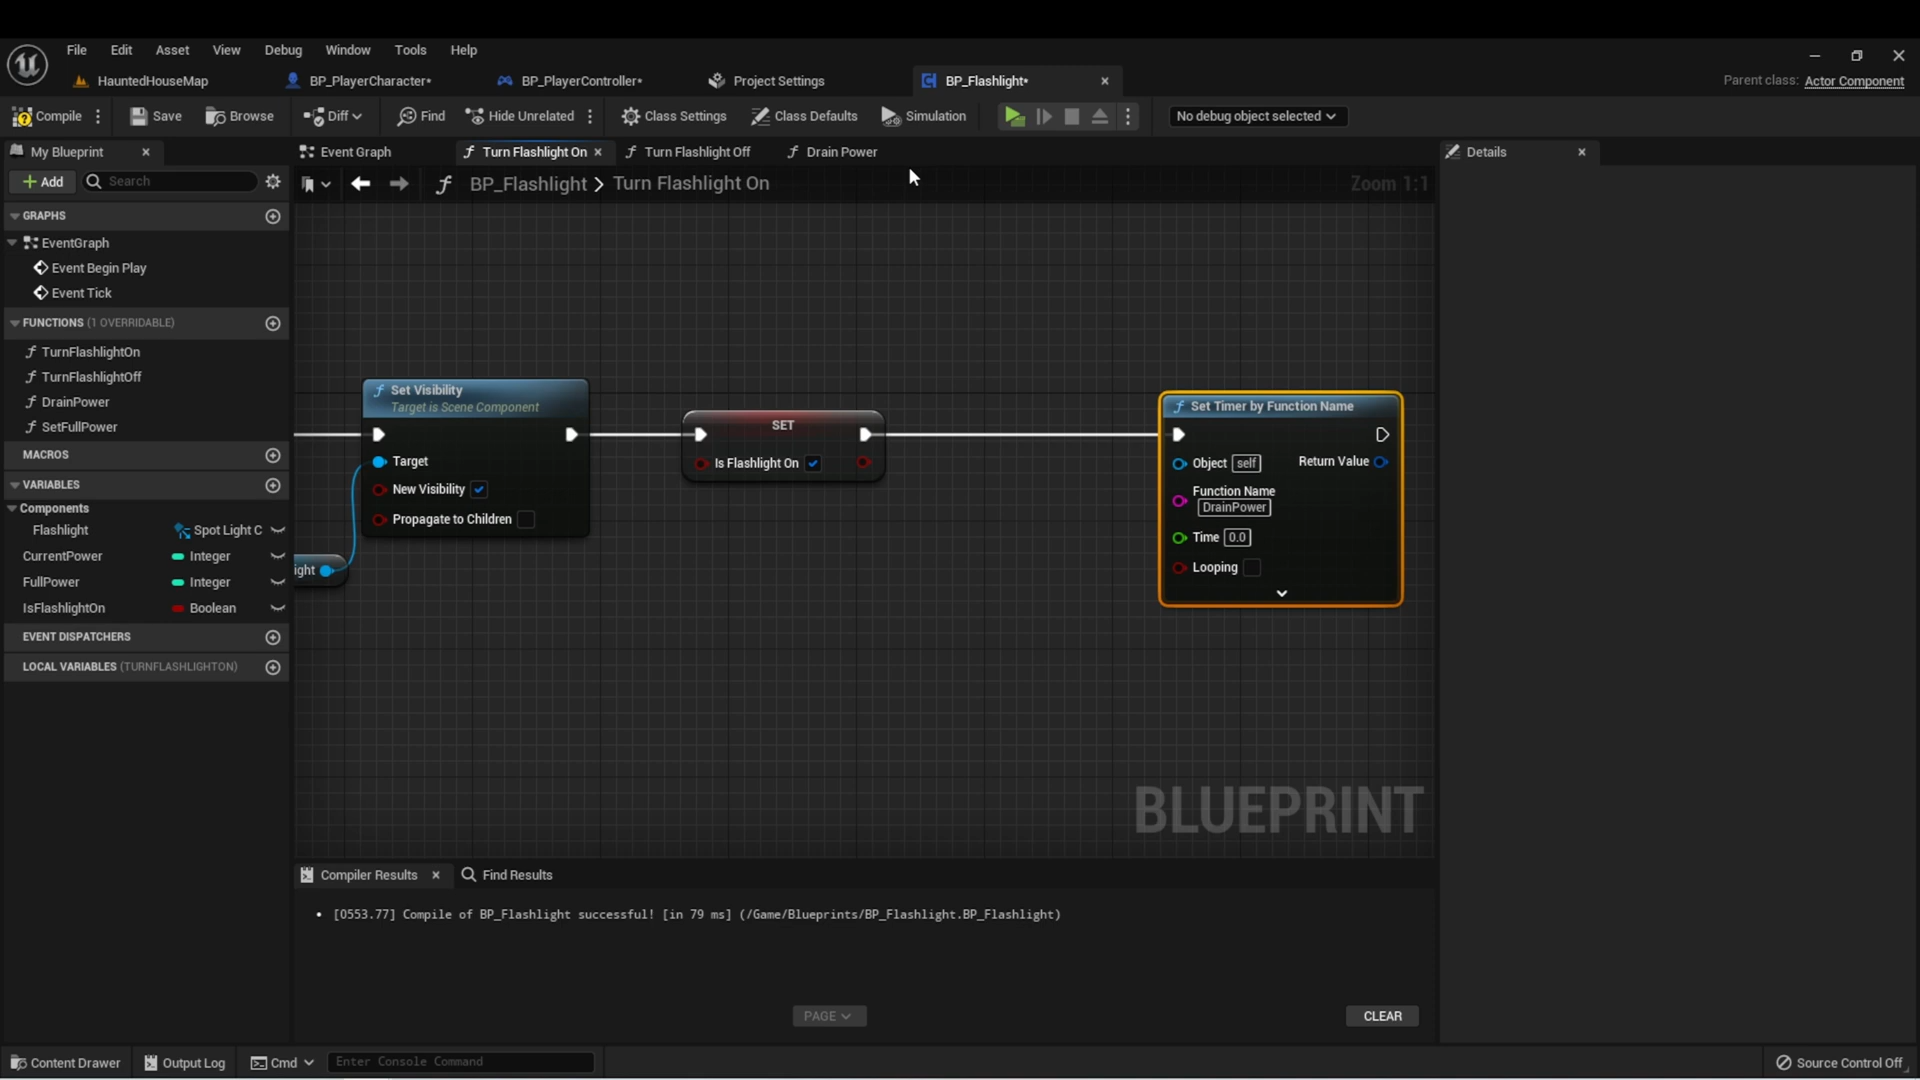 File Edit Asset View Debug Window Tools Help
HauntedHouseMap BP_PlayerCharacter* BP_PlayerController* Project Settings BP_Flashlight* Parent class: Actor Component
Compile Save Browse Diff Find Hide Unrelated Class Settings Class Defaults Simulation No debug object selected
My Blueprint Event Graph Turn Flashlight On Turn Flashlight Off Drain Power Details
+ Add Search BP_Flashlight > Turn Flashlight On Zoom 1:1
GRAPHS
EventGraph
Event Begin Play
Event Tick
FUNCTIONS (1 OVERRIDABLE)
TurnFlashlightOn
TurnFlashlightOff
DrainPower
SetFullPower
MACROS
VARIABLES
Components
Flashlight Spot Light C
CurrentPower Integer
FullPower Integer
IsFlashlightOn Boolean
EVENT DISPATCHERS
LOCAL VARIABLES (TURNFLASHLIGHTON)
Set Visibility
Target is Scene Component
Target
New Visibility
Propagate to Children
ight
SET
Is Flashlight On
Set Timer by Function Name
Object self Return Value
Function Name
DrainPower
Time 0.0
Looping
BLUEPRINT
Compiler Results Find Results
[0553.77] Compile of BP_Flashlight successful! [in 79 ms] (/Game/Blueprints/BP_Flashlight.BP_Flashlight)
PAGE CLEAR
Content Drawer Output Log Cmd Enter Console Command Source Control Off